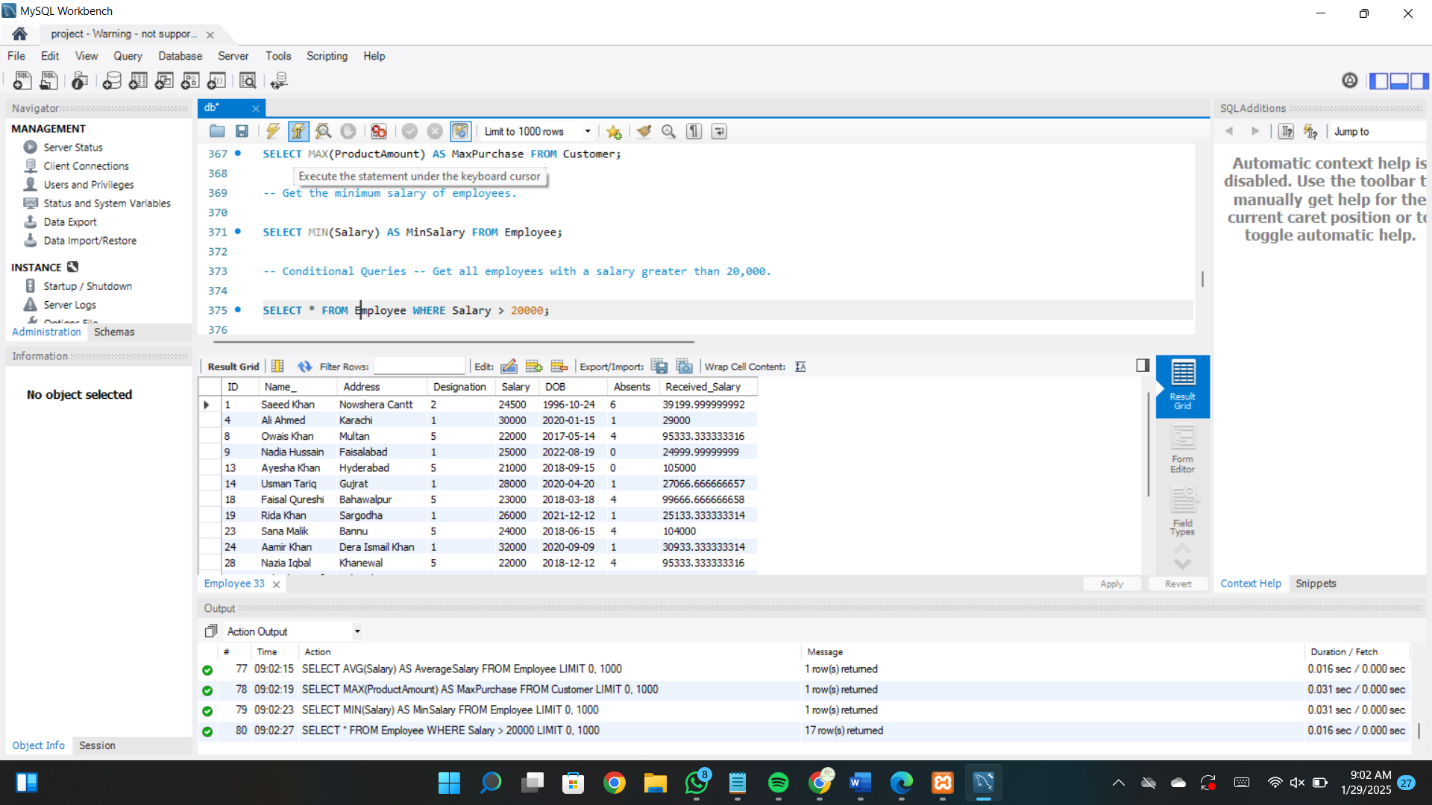 MySQL Workbench
project - Warning - not suppor...
File Edit View Query Database Server Tools Scripting Help
Navigator
MANAGEMENT
Server Status
Client Connections
Users and Privileges
Status and System Variables
Data Export
Data Import/Restore
INSTANCE
Startup / Shutdown
Server Logs
Options File
Administration Schemas
Information
No object selected
Object Info Session
db*
Limit to 1000 rows
367 SELECT MAX(ProductAmount) AS MaxPurchase FROM Customer;
368
Execute the statement under the keyboard cursor
369 -- Get the minimum salary of employees.
370
371 SELECT MIN(Salary) AS MinSalary FROM Employee;
372
373 -- Conditional Queries -- Get all employees with a salary greater than 20,000.
374
375 SELECT * FROM Employee WHERE Salary > 20000;
376
Result Grid Filter Rows: Edit: Export/Import: Wrap Cell Content:
ID Name_ Address Designation Salary DOB Absents Received_Salary
1 Saeed Khan Nowshera Cantt 2 24500 1996-10-24 6 39199.999999992
4 Ali Ahmed Karachi 1 30000 2020-01-15 1 29000
8 Owais Khan Multan 5 22000 2017-05-14 4 95333.333333316
9 Nadia Hussain Faisalabad 1 25000 2022-08-19 0 24999.99999999
13 Ayesha Khan Hyderabad 5 21000 2018-09-15 0 105000
14 Usman Tariq Gujrat 1 28000 2020-04-20 1 27066.666666657
18 Faisal Qureshi Bahawalpur 5 23000 2018-03-18 4 99666.666666658
19 Rida Khan Sargodha 1 26000 2021-12-12 1 25133.333333314
23 Sana Malik Bannu 5 24000 2018-06-15 4 104000
24 Aamir Khan Dera Ismail Khan 1 32000 2020-09-09 1 30933.333333314
28 Nazia Iqbal Khanewal 5 22000 2018-12-12 4 95333.333333316
Result Grid
Form Editor
Field Types
Employee 33
Apply Revert
SQLAdditions
Jump to
Automatic context help is
disabled. Use the toolbar t
manually get help for the
current caret position or to
toggle automatic help.
Context Help Snippets
Output
Action Output
# Time Action Message Duration / Fetch
77 09:02:15 SELECT AVG(Salary) AS AverageSalary FROM Employee LIMIT 0, 1000 1 row(s) returned 0.016 sec / 0.000 sec
78 09:02:19 SELECT MAX(ProductAmount) AS MaxPurchase FROM Customer LIMIT 0, 1000 1 row(s) returned 0.031 sec / 0.000 sec
79 09:02:23 SELECT MIN(Salary) AS MinSalary FROM Employee LIMIT 0, 1000 1 row(s) returned 0.031 sec / 0.000 sec
80 09:02:27 SELECT * FROM Employee WHERE Salary > 20000 LIMIT 0, 1000 17 row(s) returned 0.016 sec / 0.000 sec
8
9:02 AM
1/29/2025
27